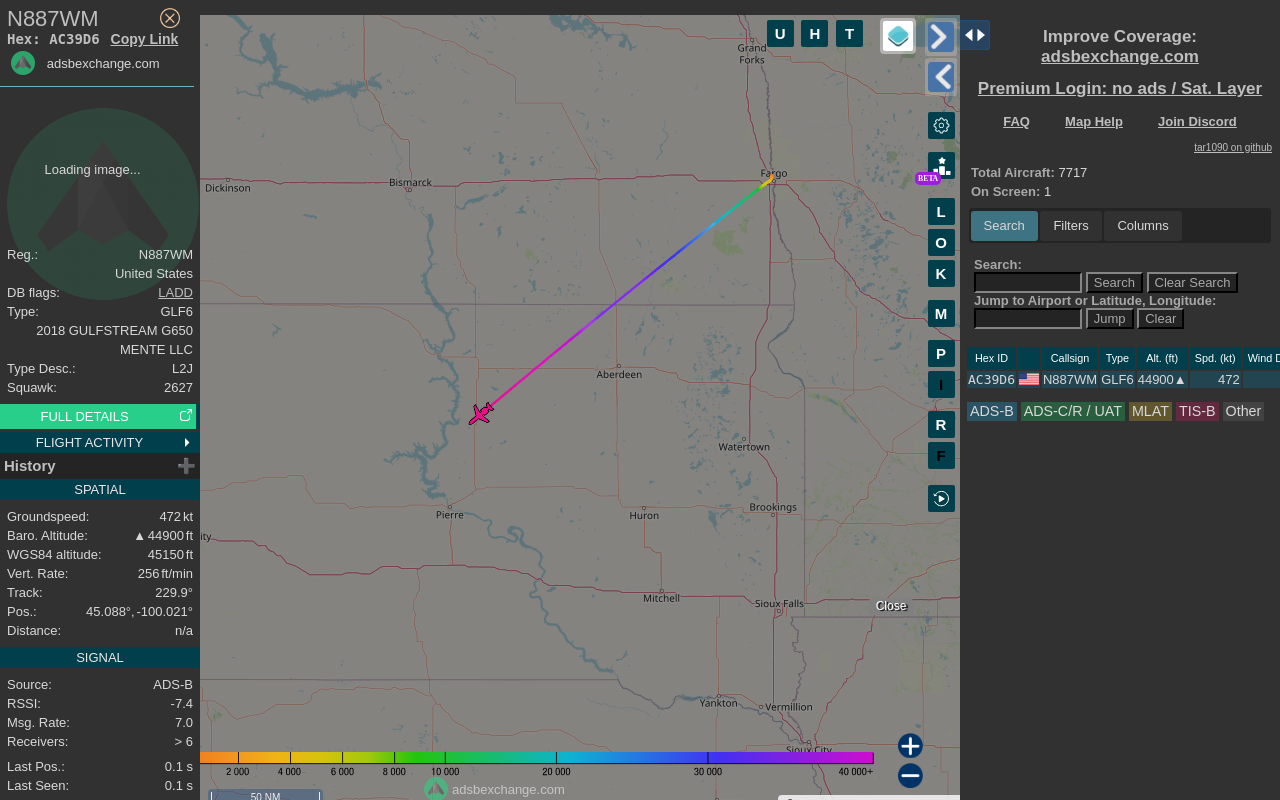 N887WM
Hex: AC39D6 Copy Link
adsbexchange.com
Loading image...
Reg.: N887WM
United States
DB flags: LADD
Type: GLF6
2018 GULFSTREAM G650
MENTE LLC
Type Desc.: L2J
Squawk: 2627
FULL DETAILS
FLIGHT ACTIVITY
History
SPATIAL
Groundspeed: 472 kt
Baro. Altitude: ▲ 44900 ft
WGS84 altitude: 45150 ft
Vert. Rate: 256 ft/min
Track: 229.9°
Pos.: 45.088°, -100.021°
Distance: n/a
SIGNAL
Source: ADS-B
RSSI: -7.4
Msg. Rate: 7.0
Receivers: > 6
Last Pos.: 0.1 s
Last Seen: 0.1 s
U H T
Grand
Forks
Dickinson
Bismarck
Fargo
BETA
L
O
K
M
P
I
R
F
Aberdeen
Watertown
Pierre
Huron
Brookings
ity
Mitchell
Sioux Falls
Close
Yankton
Vermillion
Sioux City
2 000 4 000 6 000 8 000 10 000 20 000 30 000 40 000+
adsbexchange.com
50 NM
Improve Coverage:
adsbexchange.com
Premium Login: no ads / Sat. Layer
FAQ Map Help Join Discord
tar1090 on github
Total Aircraft: 7717
On Screen: 1
Search Filters Columns
Search:
Search Clear Search
Jump to Airport or Latitude, Longitude:
Jump Clear
Hex ID Callsign Type Alt. (ft) Spd. (kt) Wind D
AC39D6 N887WM GLF6 44900▲ 472
ADS-B ADS-C/R / UAT MLAT TIS-B Other